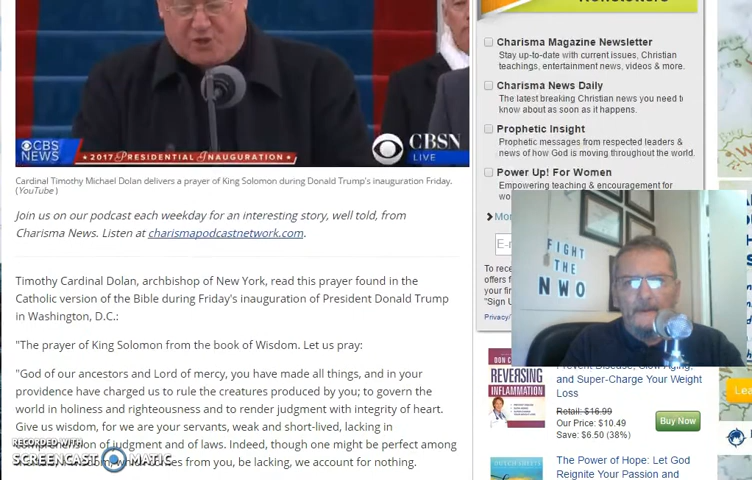 CBS NEWS
2017 PRESIDENTIAL INAUGURATION
CBSN
LIVE
Cardinal Timothy Michael Dolan delivers a prayer of King Solomon during Donald Trump's inauguration Friday.
(YouTube )
Join us on our podcast each weekday for an interesting story, well told, from
Charisma News. Listen at charismapodcastnetwork.com.
Timothy Cardinal Dolan, archbishop of New York, read this prayer found in the
Catholic version of the Bible during Friday's inauguration of President Donald Trump
in Washington, D.C.:
"The prayer of King Solomon from the book of Wisdom. Let us pray:
"God of our ancestors and Lord of mercy, you have made all things, and in your
providence have charged us to rule the creatures produced by you; to govern the
world in holiness and righteousness and to render judgment with integrity of heart.
Give us wisdom, for we are your servants, weak and short-lived, lacking in
of judgment and of laws. Indeed, though one might be perfect among
which comes from you, be lacking, we account for nothing.
RECORDED WITH
SCREENCAST MATIC
Charisma Magazine Newsletter
Stay up-to-date with current issues, Christian
teachings, entertainment news, videos & more.
Charisma News Daily
The latest breaking Christian news you need to
know about as soon as it happens.
Prophetic Insight
Prophetic messages from respected leaders &
news of how God is moving throughout the world.
Power Up! For Women
Empowering teaching & encouragement for
E-
To rece
offers f
your fir
"Sign U
Privacy
FIGHT
THE
NWO
DON C
REVERSING
INFLAMMATION
Prevent Disease, Slow Aging,
and Super-Charge Your Weight
Loss
Retail: $16.99
Our Price: $10.49
Save: $6.50 (38%)
Buy Now
The Power of Hope: Let God
Reignite Your Passion and
Lea